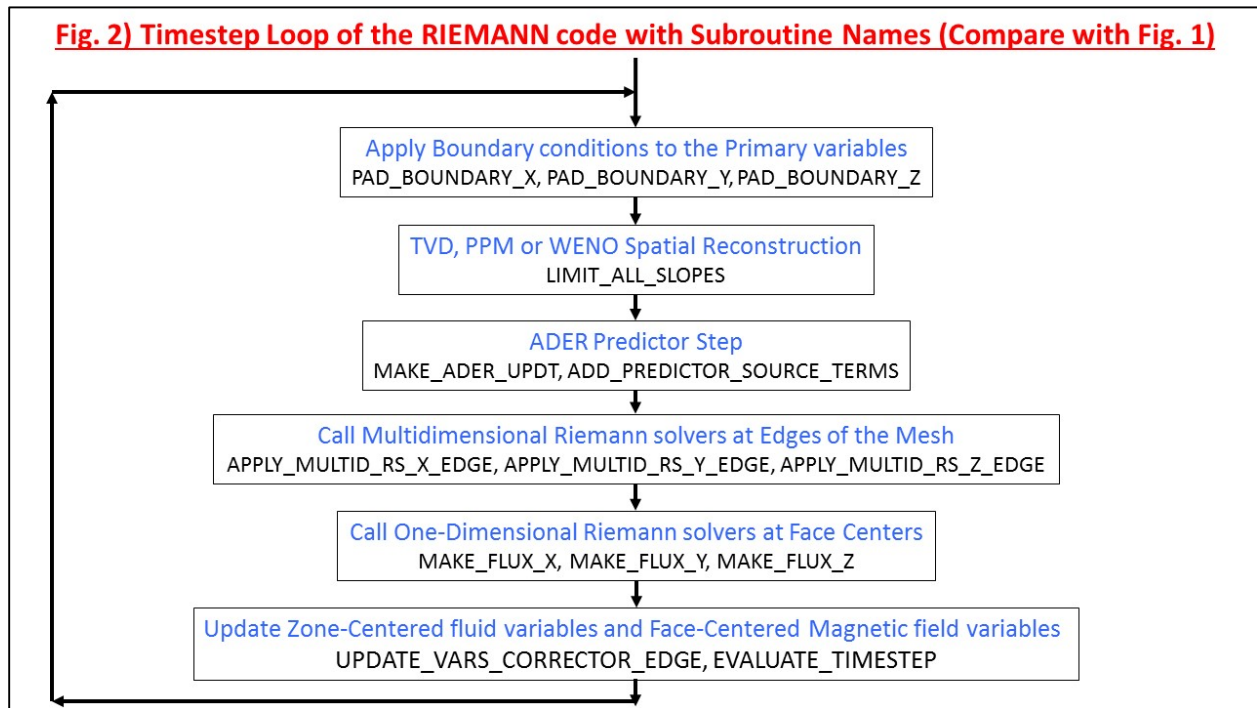 Fig. 2) Timestep Loop of the RIEMANN code with Subroutine Names (Compare with Fig. 1)
Apply Boundary conditions to the Primary variables
PAD_BOUNDARY_X, PAD_BOUNDARY_Y, PAD_BOUNDARY_Z
TVD, PPM or WENO Spatial Reconstruction
LIMIT_ALL_SLOPES
ADER Predictor Step
MAKE_ADER_UPDT, ADD_PREDICTOR_SOURCE_TERMS
Call Multidimensional Riemann solvers at Edges of the Mesh
APPLY_MULTID_RS_X_EDGE, APPLY_MULTID_RS_Y_EDGE, APPLY_MULTID_RS_Z_EDGE
Call One-Dimensional Riemann solvers at Face Centers
MAKE_FLUX_X, MAKE_FLUX_Y, MAKE_FLUX_Z
Update Zone-Centered fluid variables and Face-Centered Magnetic field variables
UPDATE_VARS_CORRECTOR_EDGE, EVALUATE_TIMESTEP